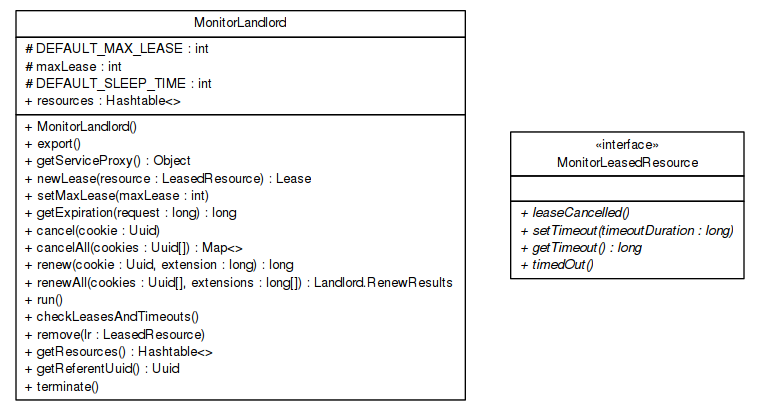 MonitorLandlord
# DEFAULT_MAX_LEASE : int
# maxLease : int
# DEFAULT_SLEEP_TIME : int
+ resources : Hashtable<>
+ MonitorLandlord()
+ export()
+ getServiceProxy() : Object
+ newLease(resource : LeasedResource) : Lease
+ setMaxLease(maxLease : int)
+ getExpiration(request : long) : long
+ cancel(cookie : Uuid)
+ cancelAll(cookies : Uuid[]) : Map<>
+ renew(cookie : Uuid, extension : long) : long
+ renewAll(cookies : Uuid[], extensions : long[]) : Landlord.RenewResults
+ run()
+ checkLeasesAndTimeouts()
+ remove(lr : LeasedResource)
+ getResources() : Hashtable<>
+ getReferentUuid() : Uuid
+ terminate()
«interface»
MonitorLeasedResource
+ leaseCancelled()
+ setTimeout(timeoutDuration : long)
+ getTimeout() : long
+ timedOut()